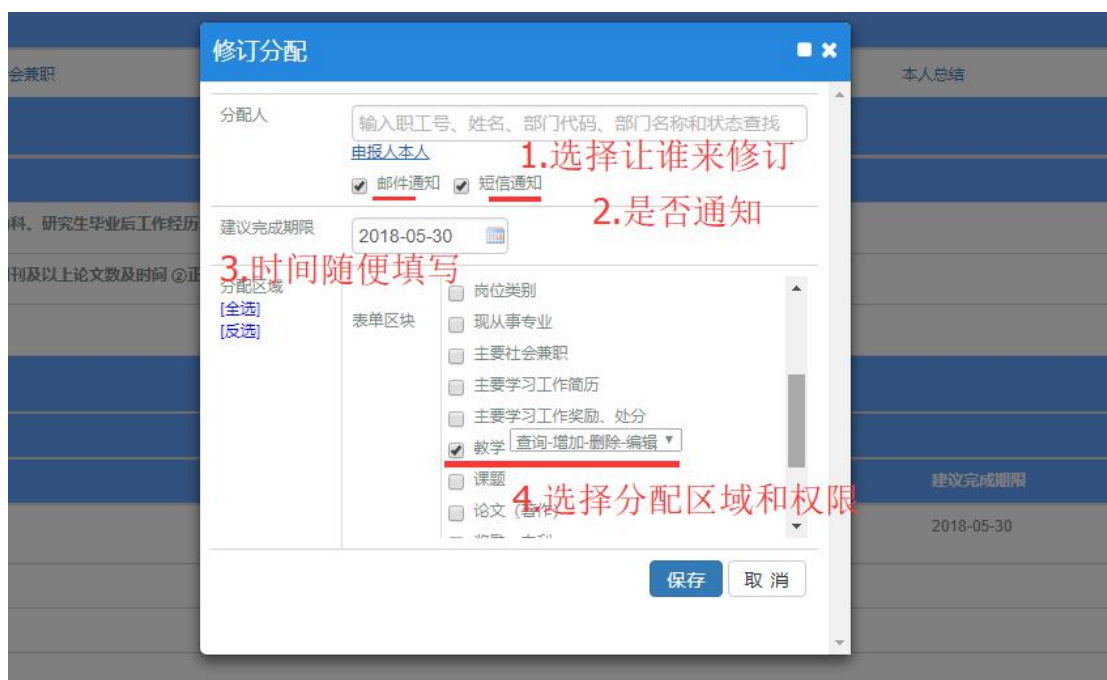 修订分配
会兼职
本人总结
分配人
输入职工号、姓名、部门代码、部门名称和状态查找
申报人本人
1.选择让谁来修订
邮件通知 短信通知
2.是否通知
科、研究生毕业后工作经历
建议完成期限
2018-05-30
3.时间随便填写
刊及以上论文数及时间 ②正
分配区域
[全选]
[反选]
表单区块
岗位类别
现从事专业
主要社会兼职
主要学习工作简历
主要学习工作奖励、处分
教学 查询-增加-删除-编辑
课题
4.选择分配区域和权限
论文（著作）
建议完成期限
2018-05-30
保存 取 消